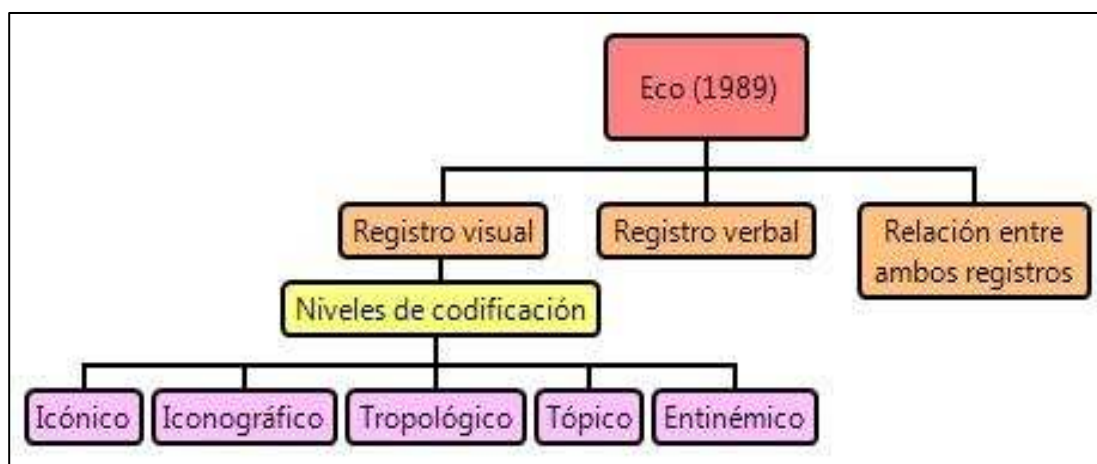 Eco (1989)
Registro visual
Registro verbal
Relación entre
ambos registros
Niveles de codificación
Icónico
Iconográfico
Tropológico
Tópico
Entinémico